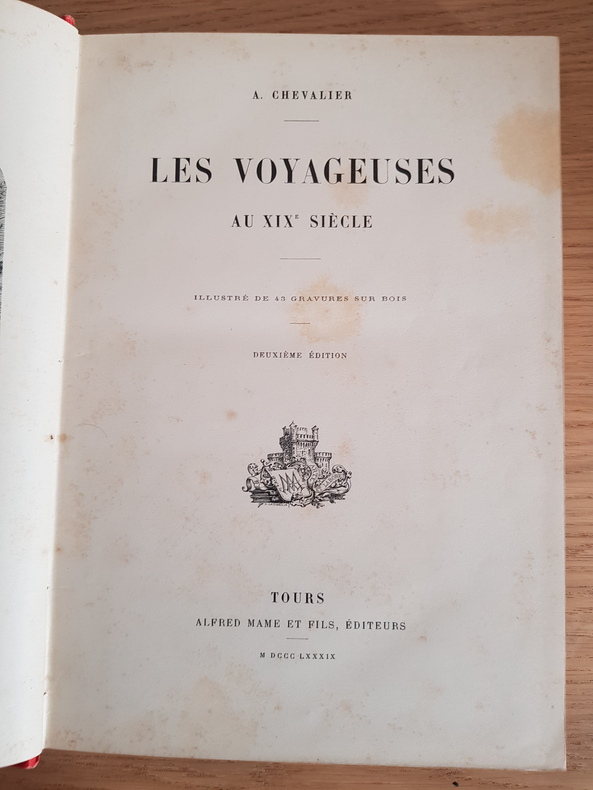 A. CHEVALIER
LES VOYAGEUSES
AU XIXE SIÈCLE
ILLUSTRÉ DE 43 GRAVURES SUR BOIS
DEUXIÈME ÉDITION
TOURS
ALFRED MAME ET FILS, ÉDITEURS
M DCCC LXXXIX